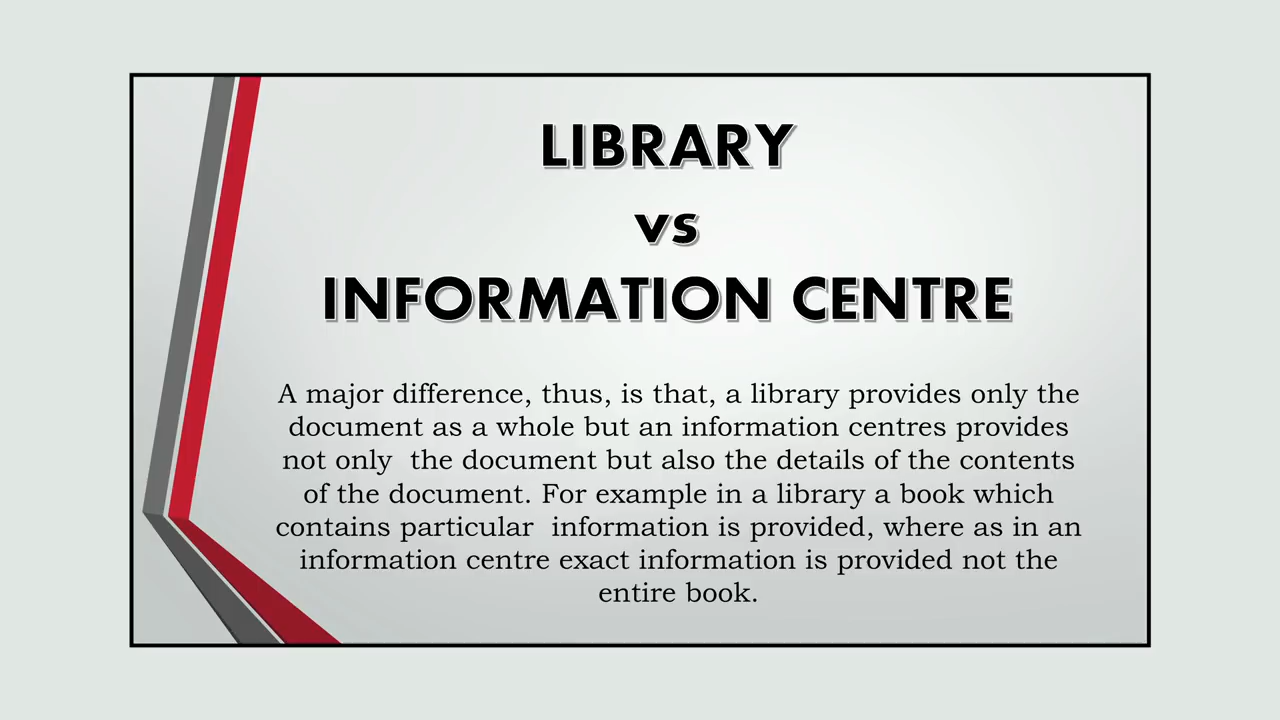 LIBRARY
vs
INFORMATION CENTRE
A major difference, thus, is that, a library provides only the
document as a whole but an information centres provides
not only  the document but also the details of the contents
of the document. For example in a library a book which
contains particular  information is provided, where as in an
information centre exact information is provided not the
entire book.